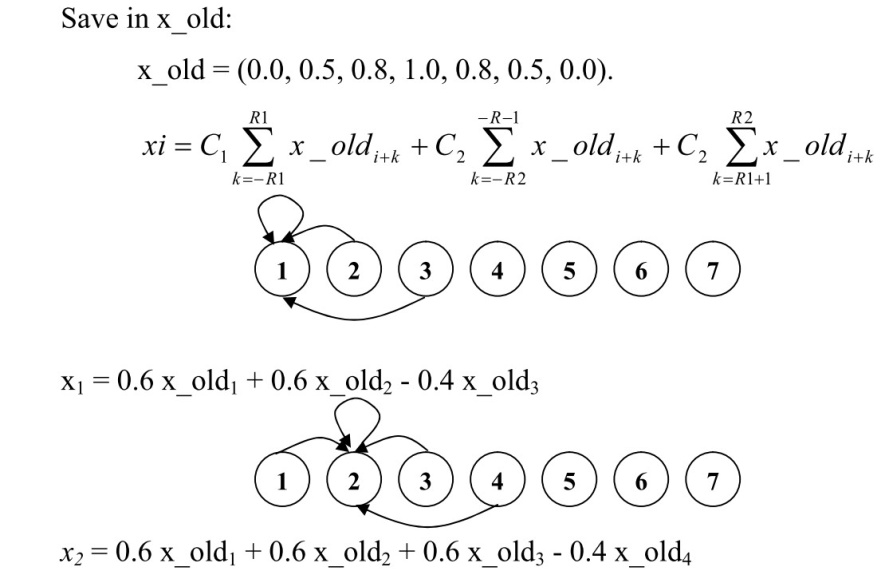 Save in x_old:
x_old = (0.0, 0.5, 0.8, 1.0, 0.8, 0.5, 0.0).
xi = C₁ ∑_{k=−R1}^{R1} x_old_{i+k} + C₂ ∑_{k=−R2}^{−R−1} x_old_{i+k} + C₂ ∑_{k=R1+1}^{R2} x_old_{i+k}
1 2 3 4 5 6 7
x₁ = 0.6 x_old₁ + 0.6 x_old₂ - 0.4 x_old₃
1 2 3 4 5 6 7
x₂ = 0.6 x_old₁ + 0.6 x_old₂ + 0.6 x_old₃ - 0.4 x_old₄